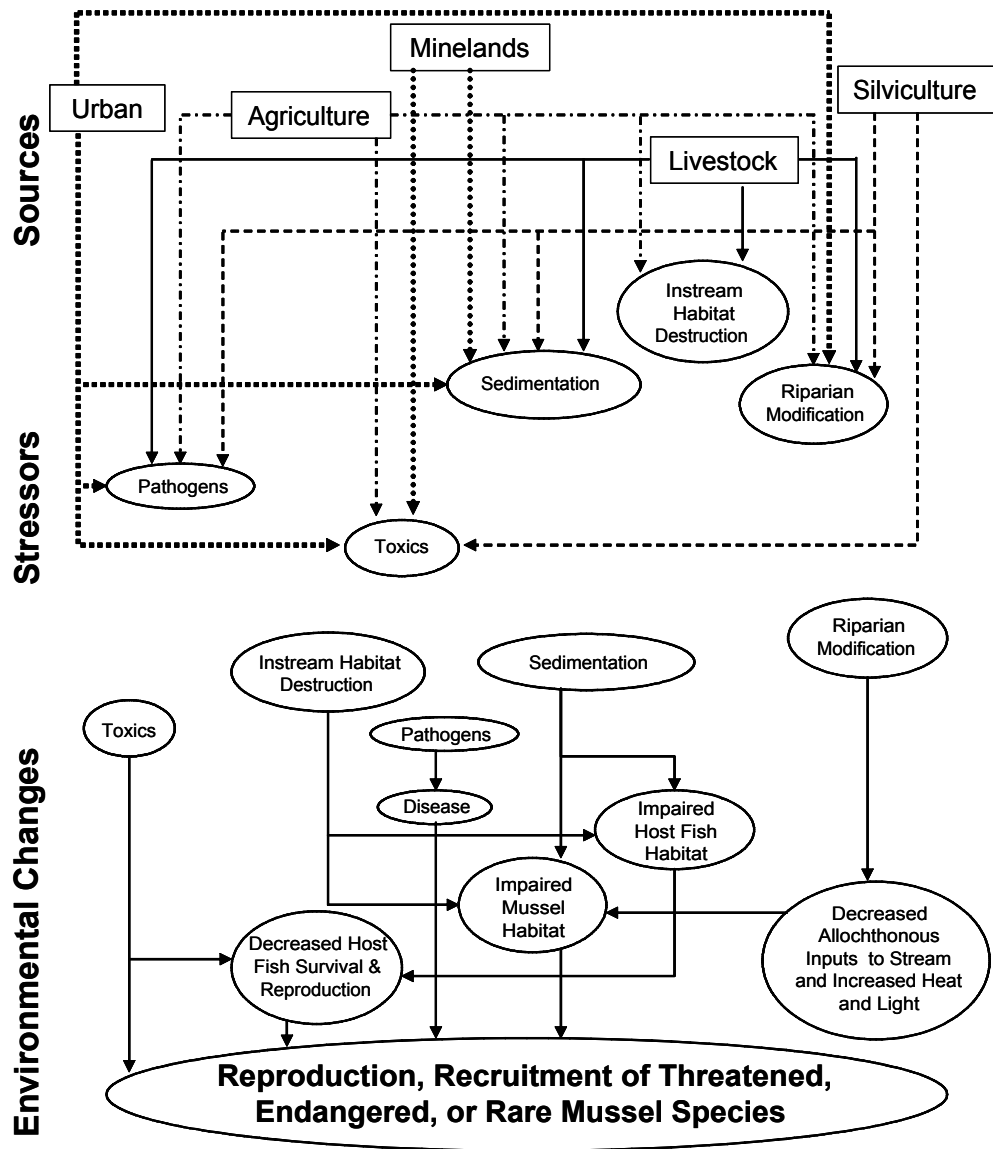 Sources
Stressors
Environmental Changes
Minelands
Urban
Agriculture
Silviculture
Livestock
Instream
Habitat
Destruction
Sedimentation
Riparian
Modification
Pathogens
Toxics
Riparian
Modification
Instream Habitat
Destruction
Sedimentation
Toxics
Pathogens
Disease
Impaired
Host Fish
Habitat
Impaired
Mussel
Habitat
Decreased
Allochthonous
Inputs to Stream
and Increased Heat
and Light
Decreased Host
Fish Survival &
Reproduction
Reproduction, Recruitment of Threatened,
Endangered, or Rare Mussel Species